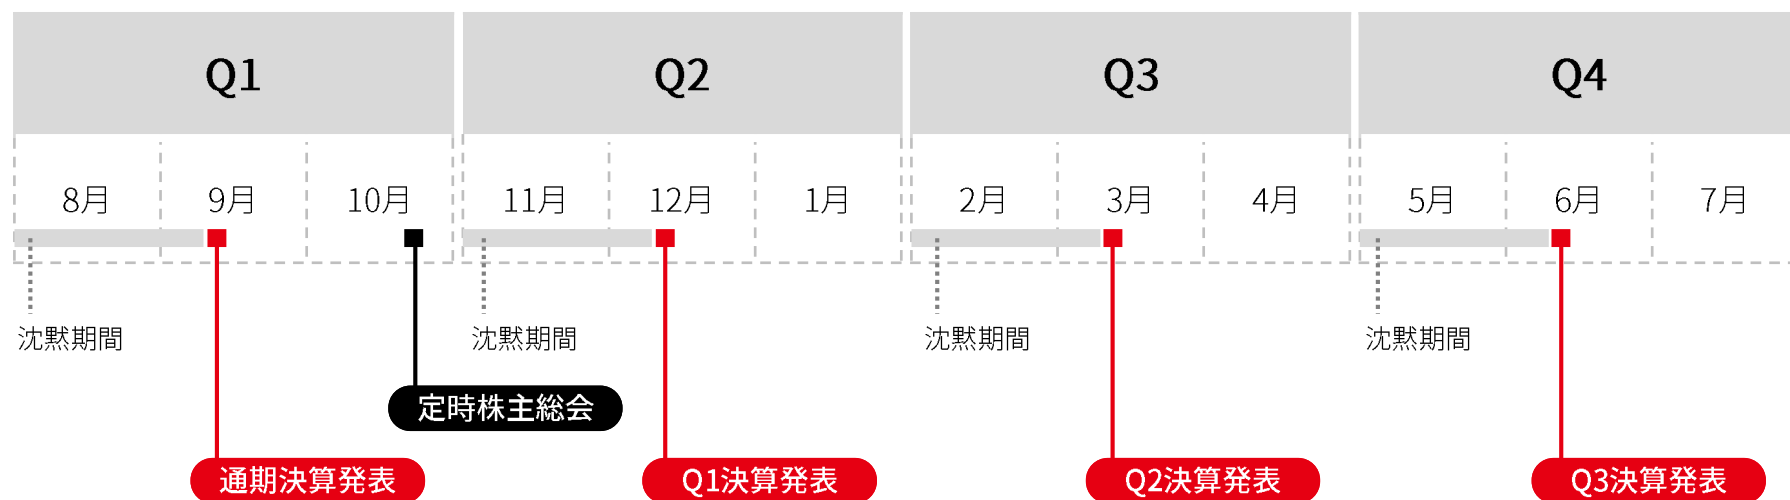 Q1 Q2 Q3 Q4
8月 9月 10月 11月 12月 1月 2月 3月 4月 5月 6月 7月
沈黙期間 沈黙期間 沈黙期間 沈黙期間
定時株主総会
通期決算発表 Q1決算発表 Q2決算発表 Q3決算発表